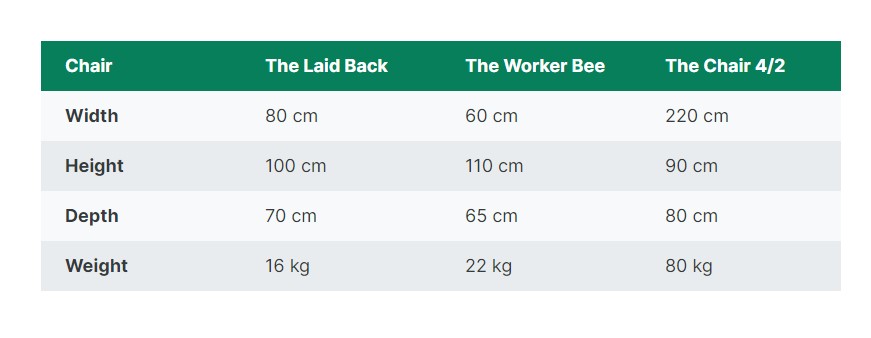 Chair The Laid Back The Worker Bee The Chair 4/2
Width 80 cm 60 cm 220 cm
Height 100 cm 110 cm 90 cm
Depth 70 cm 65 cm 80 cm
Weight 16 kg 22 kg 80 kg